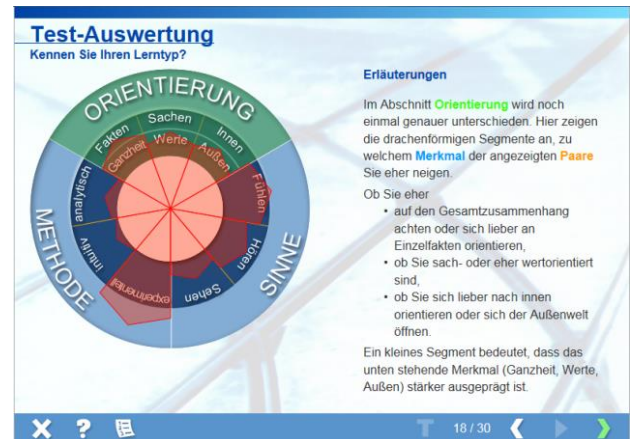 Test-Auswertung
Kennen Sie Ihren Lerntyp?
ORIENTIERUNG
Fakten
Sachen
Innen
Ganzheit
Werte
Außen
METHODE
analytisch
Intuitiv
experimentell
SINNE
Fühlen
Hören
Sehen
Erläuterungen
Im Abschnitt Orientierung wird noch
einmal genauer unterschieden. Hier zeigen
die drachenförmigen Segmente an, zu
welchem Merkmal der angezeigten Paare
Sie eher neigen.
Ob Sie eher
• auf den Gesamtzusammenhang
achten oder sich lieber an
Einzelfakten orientieren,
• ob Sie sach- oder eher wertorientiert
sind,
• ob Sie sich lieber nach innen
orientieren oder sich der Außenwelt
öffnen.
Ein kleines Segment bedeutet, dass das
unten stehende Merkmal (Ganzheit, Werte,
Außen) stärker ausgeprägt ist.
? T 18 / 30